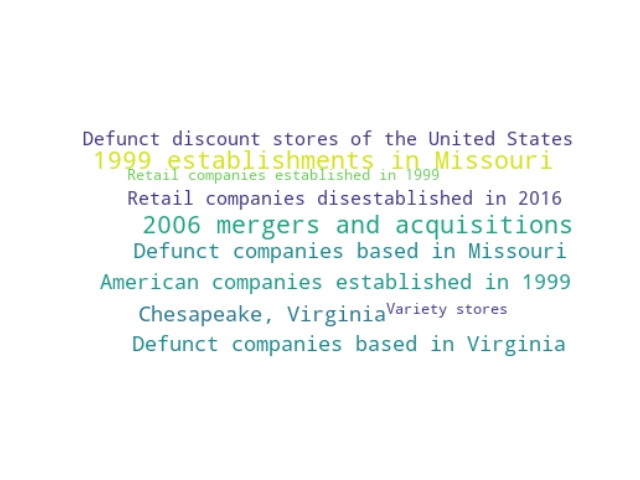 Defunct discount stores of the United States
1999 establishments in Missouri
Retail companies established in 1999
Retail companies disestablished in 2016
2006 mergers and acquisitions
Defunct companies based in Missouri
American companies established in 1999
Chesapeake, Virginia Variety stores
Defunct companies based in Virginia